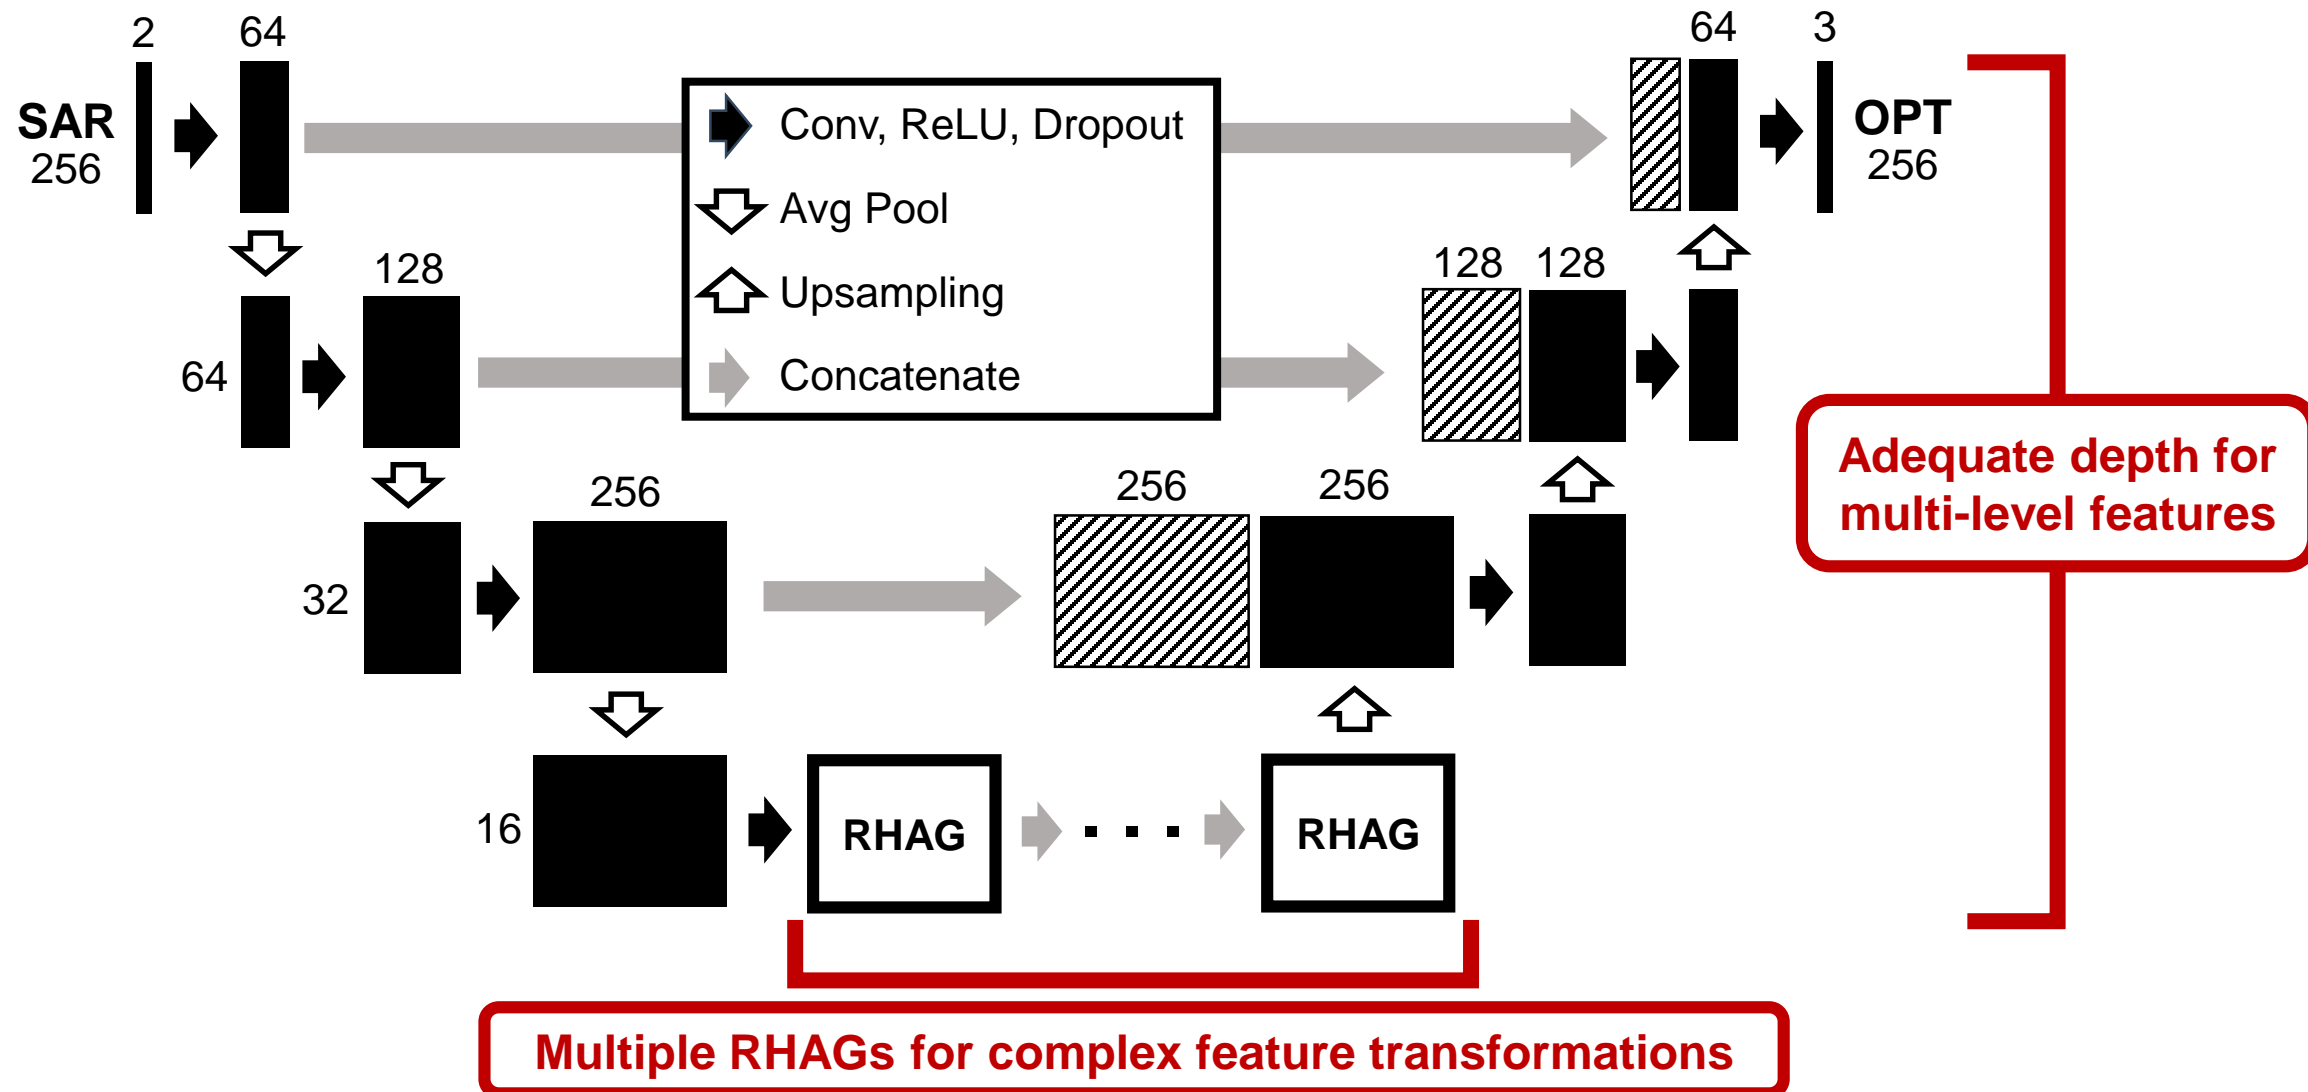 2
64
64
3
SAR
256
Conv, ReLU, Dropout
Avg Pool
Upsampling
Concatenate
OPT
256
128
128
128
64
Adequate depth for
multi-level features
256
256
256
32
16
RHAG
. . .
RHAG
Multiple RHAGs for complex feature transformations